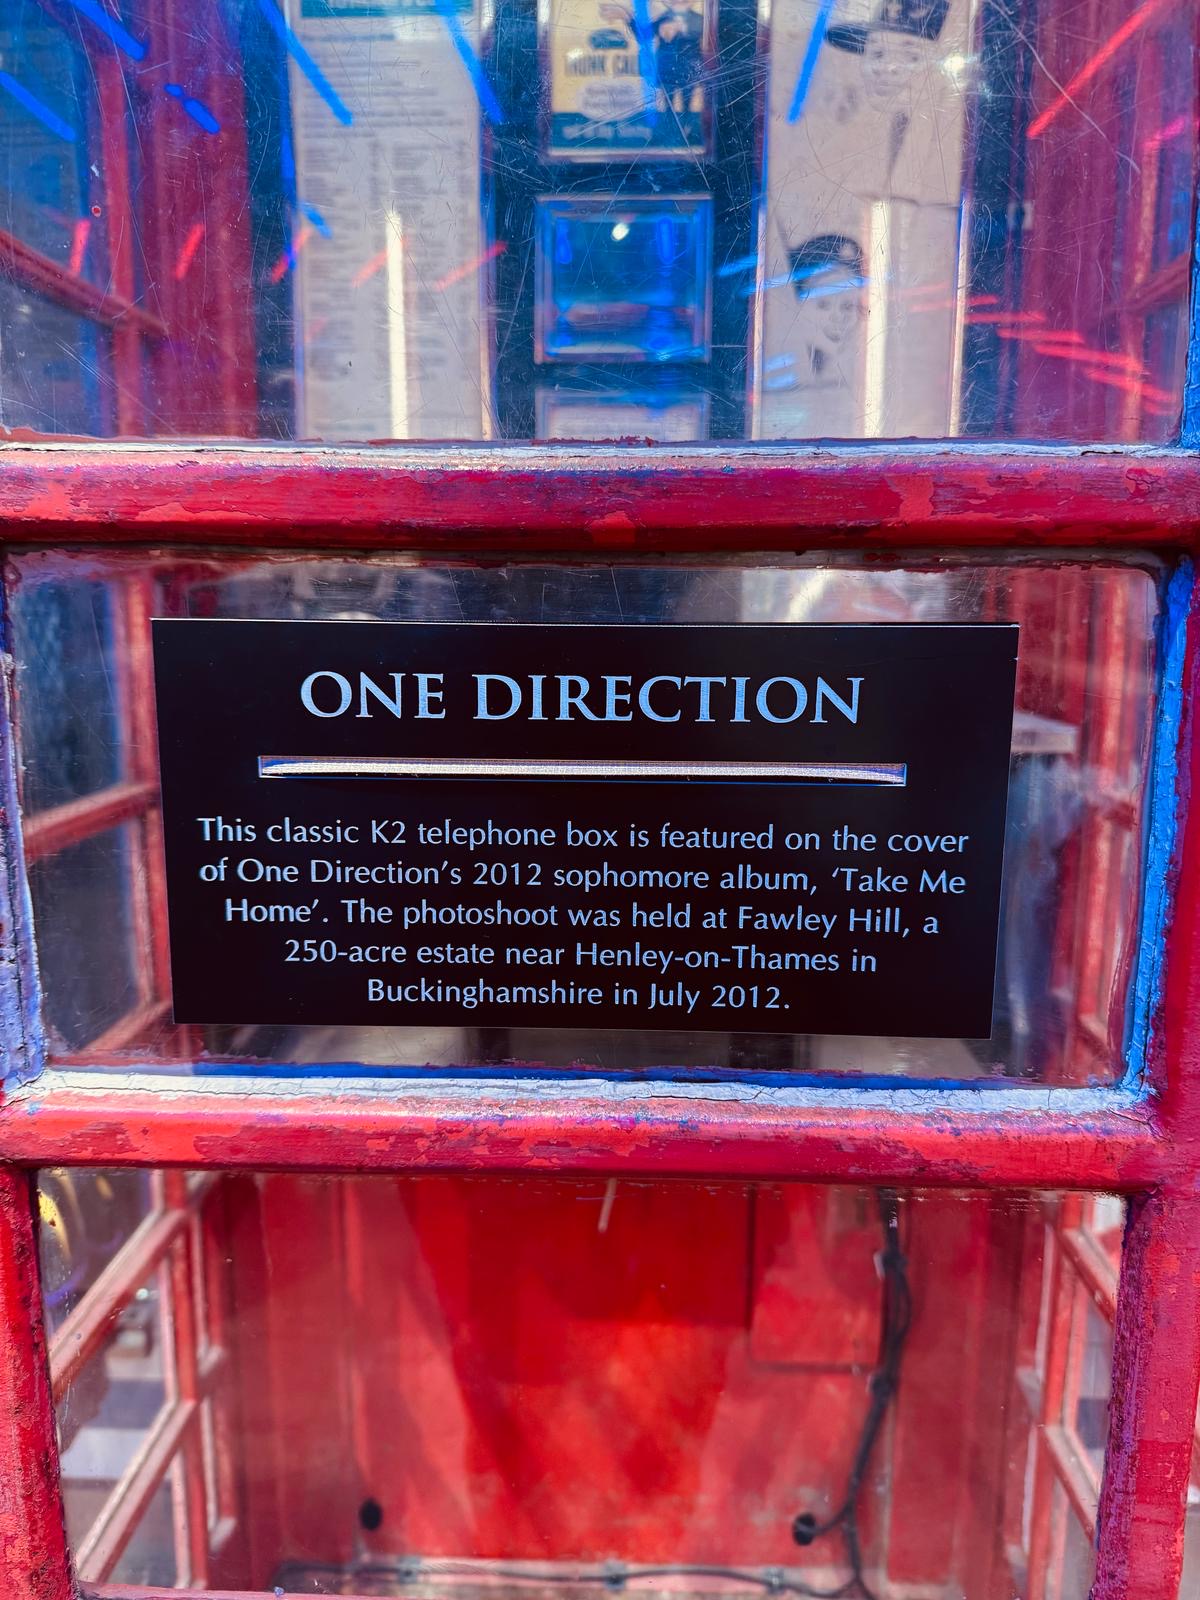 ONE DIRECTION
This classic K2 telephone box is featured on the cover
of One Direction's 2012 sophomore album, 'Take Me
Home'. The photoshoot was held at Fawley Hill, a
250-acre estate near Henley-on-Thames in
Buckinghamshire in July 2012.